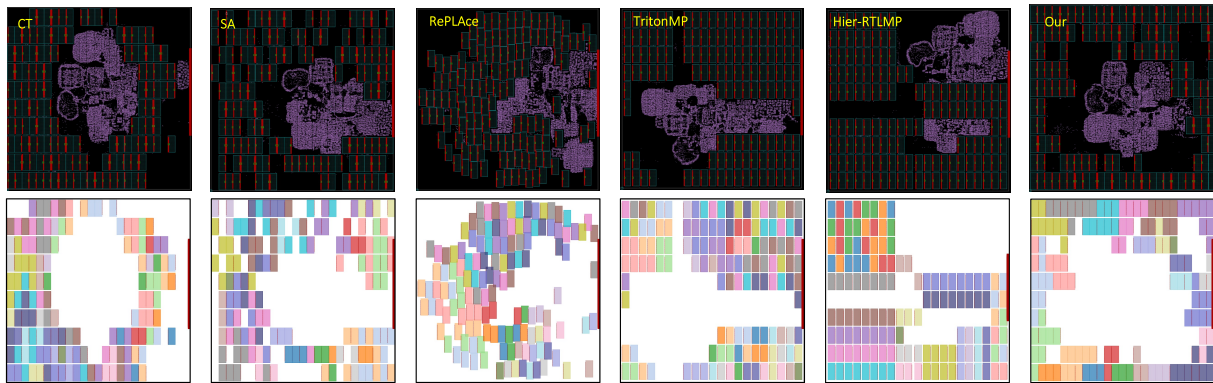 CT
SA
RePLAce
TritonMP
Hier-RTLMP
Our